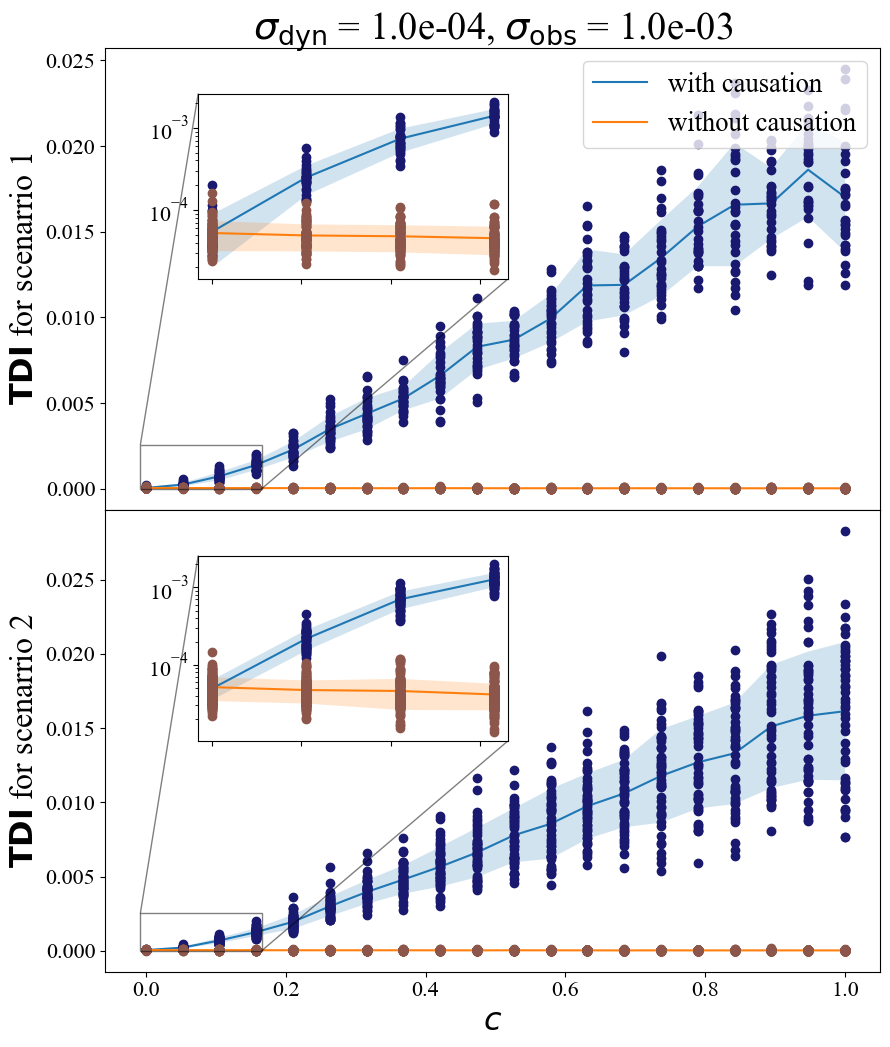 σdyn = 1.0e-04, σobs = 1.0e-03
with causation
without causation
TDI for scenarrio 1
0.025
0.020
0.015
0.010
0.005
0.000
10⁻³
10⁻⁴
TDI for scenarrio 2
0.025
0.020
0.015
0.010
0.005
0.000
10⁻³
10⁻⁴
0.0 0.2 0.4 0.6 0.8 1.0
c